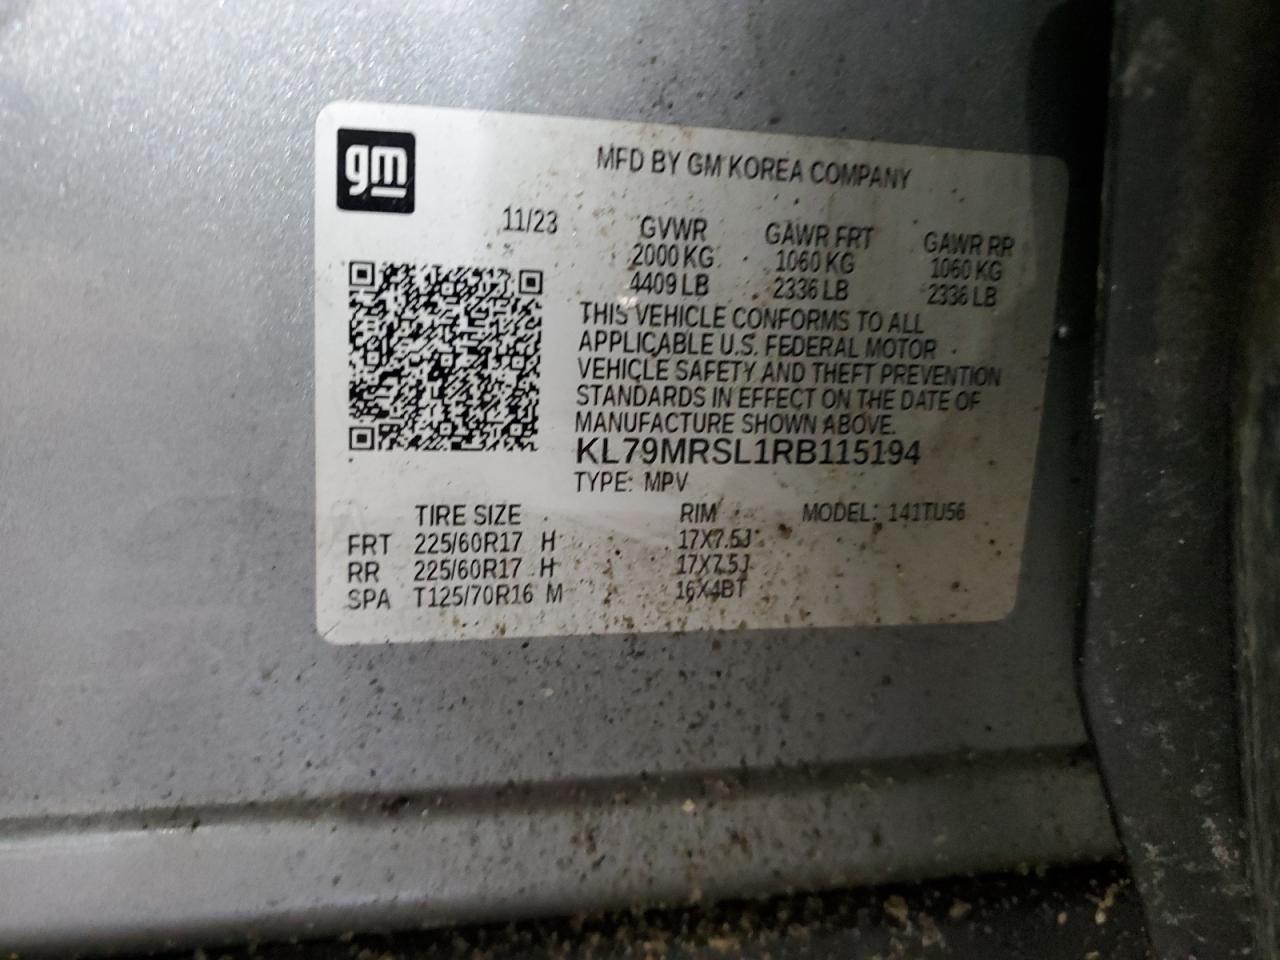 gm
MFD BY GM KOREA COMPANY
11/23 GVWR GAWR FRT GAWR RR
2000 KG 1060 KG 1060 KG
4409 LB 2336 LB 2336 LB
THIS VEHICLE CONFORMS TO ALL
APPLICABLE U.S. FEDERAL MOTOR
VEHICLE SAFETY AND THEFT PREVENTION
STANDARDS IN EFFECT ON THE DATE OF
MANUFACTURE SHOWN ABOVE.
KL79MRSL1RB115194
TYPE: MPV
TIRE SIZE RIM MODEL: 141TU56
FRT 225/60R17 H 17X7.5J
RR 225/60R17 H 17X7.5J
SPA T125/70R16 M 16X4BT